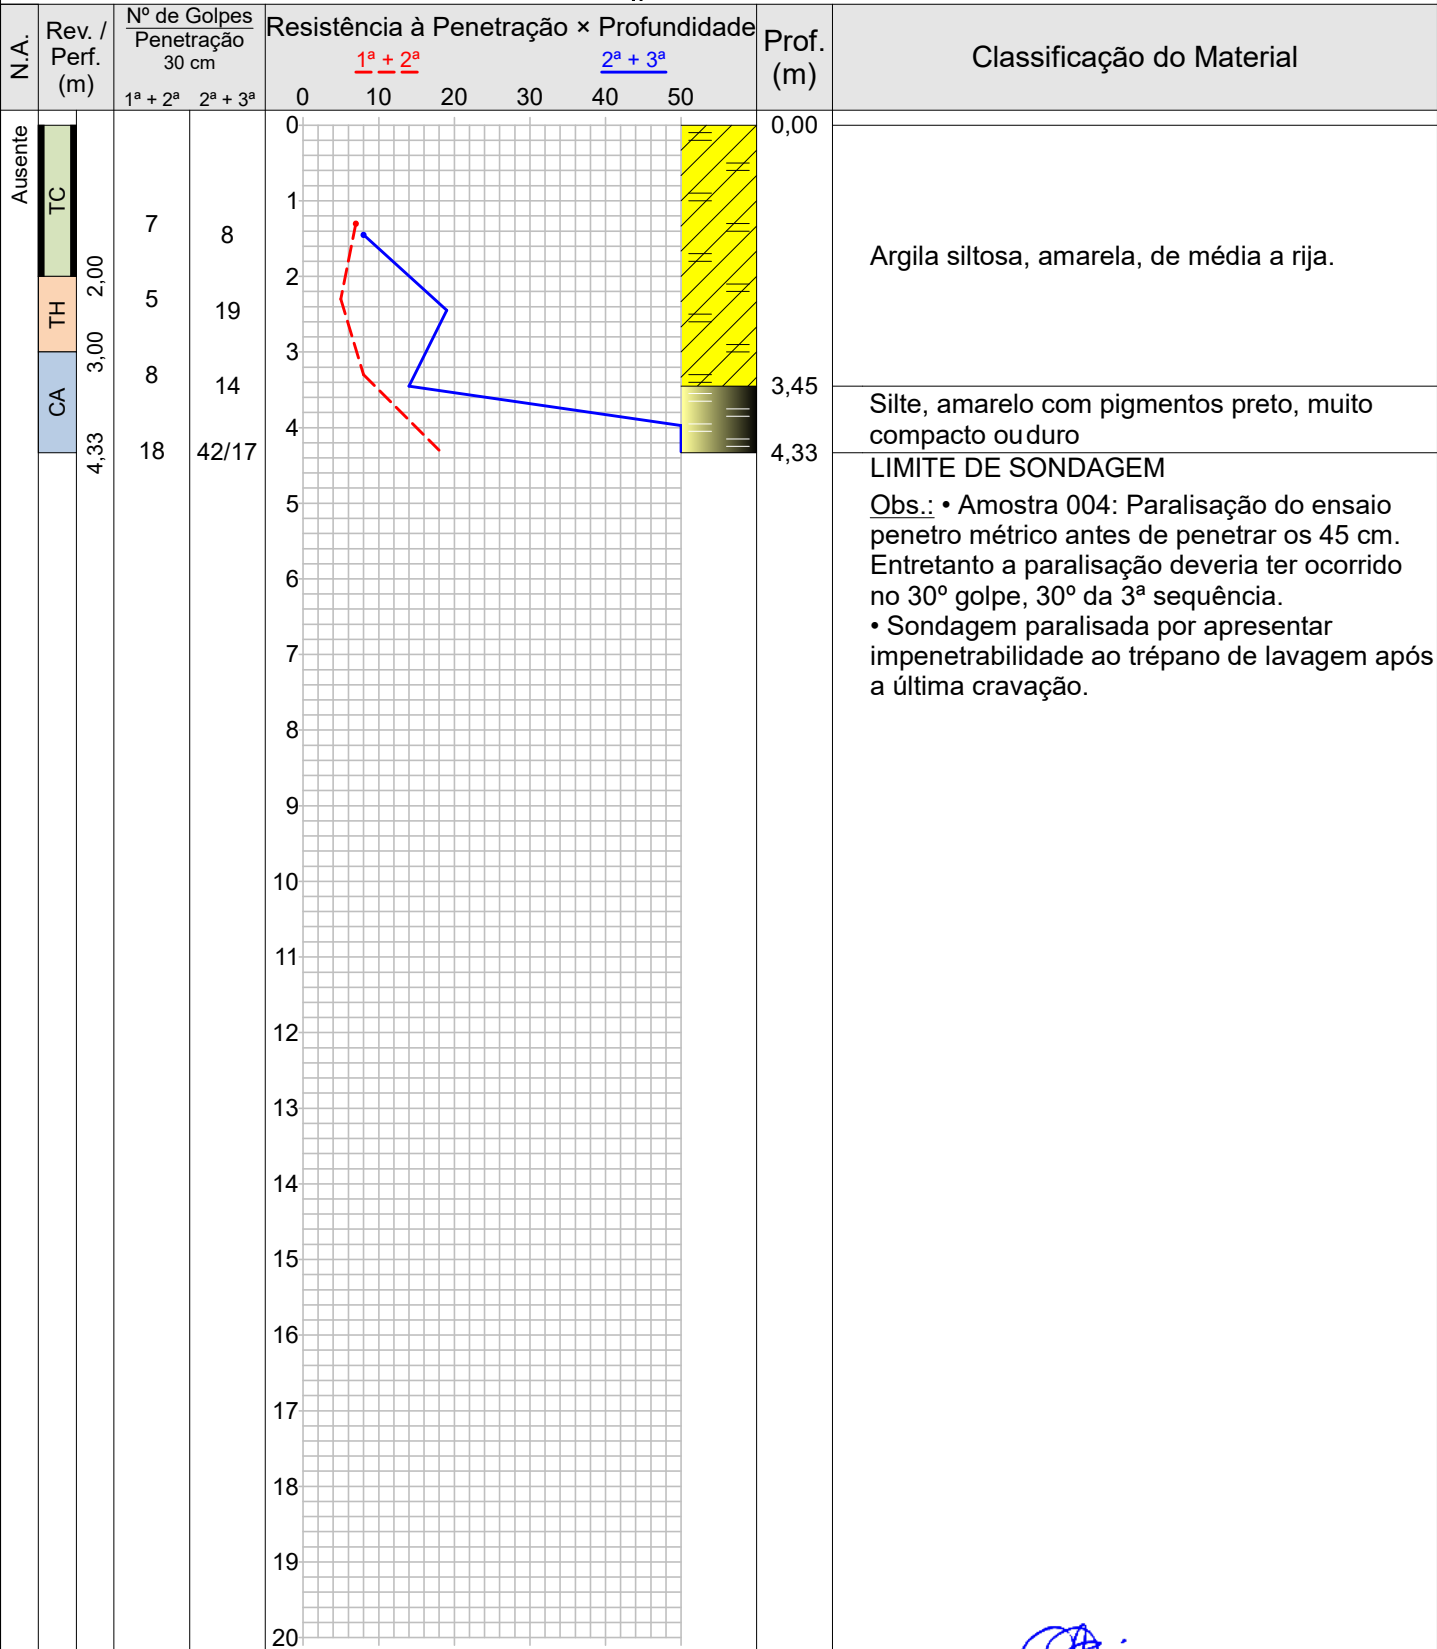 N.A.
Rev. /
Perf.
(m)
Nº de Golpes
Penetração
30 cm
1ª + 2ª 2ª + 3ª
Resistência à Penetração × Profundidade
1ª + 2ª 2ª + 3ª
0 10 20 30 40 50
Prof.
(m)
Classificação do Material
Ausente
TC
2,00
TH
3,00
CA
4,33
7 8
5 19
8 14
18 42/17
0
1
2
3
4
5
6
7
8
9
10
11
12
13
14
15
16
17
18
19
20
0,00
3,45
4,33
Argila siltosa, amarela, de média a rija.
Silte, amarelo com pigmentos preto, muito
compacto ou duro
LIMITE DE SONDAGEM
Obs.: • Amostra 004: Paralisação do ensaio
penetro métrico antes de penetrar os 45 cm.
Entretanto a paralisação deveria ter ocorrido
no 30º golpe, 30º da 3ª sequência.
• Sondagem paralisada por apresentar
impenetrabilidade ao trépano de lavagem após
a última cravação.